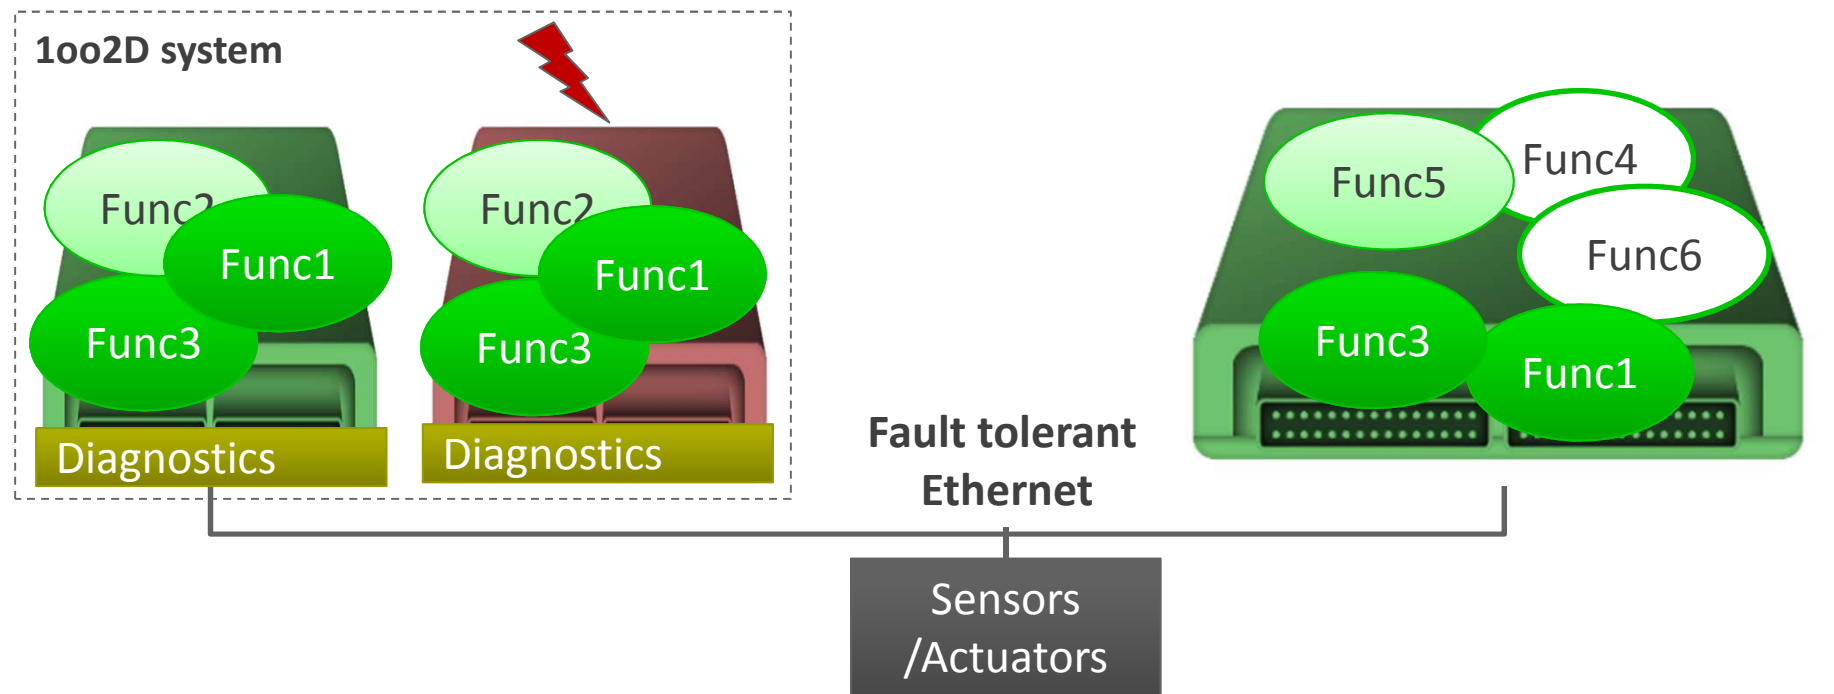 1oo2D system
Func2
Func1
Func3
Diagnostics
Func2
Func1
Func3
Diagnostics
Fault tolerant
Ethernet
Func5
Func4
Func6
Func3
Func1
Sensors
/Actuators